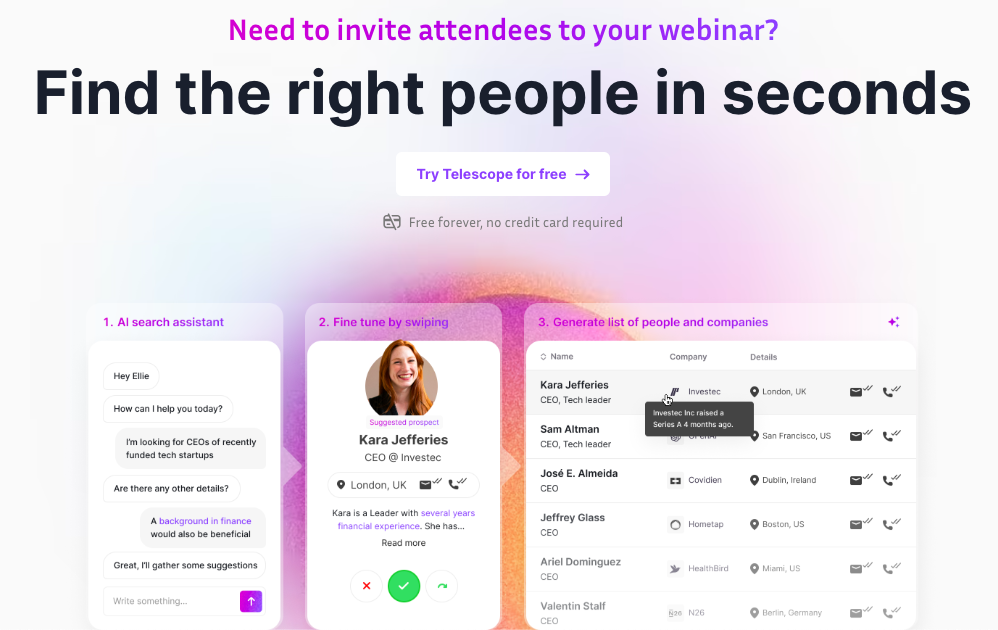 Need to invite attendees to your webinar?
Find the right people in seconds
Try Telescope for free →
Free forever, no credit card required
1. AI search assistant
Hey Ellie
How can I help you today?
I'm looking for CEOs of recently
funded tech startups
Are there any other details?
A background in finance
would also be beneficial
Great, I'll gather some suggestions
Write something...
2. Fine tune by swiping
Suggested prospect
Kara Jefferies
CEO @ Investec
London, UK
Kara is a Leader with several years
financial experience. She has...
Read more
3. Generate list of people and companies
Name Company Details
Kara Jefferies
CEO, Tech leader
Investec
London, UK
Investec Inc raised a
Series A 4 months ago.
Sam Altman
CEO, Tech leader
OpenAI
San Francisco, US
José E. Almeida
CEO
Covidien
Dublin, Ireland
Jeffrey Glass
CEO
Hometap
Boston, US
Ariel Dominguez
CEO
HealthBird
Miami, US
Valentin Stalf
CEO
N26
N26
Berlin, Germany